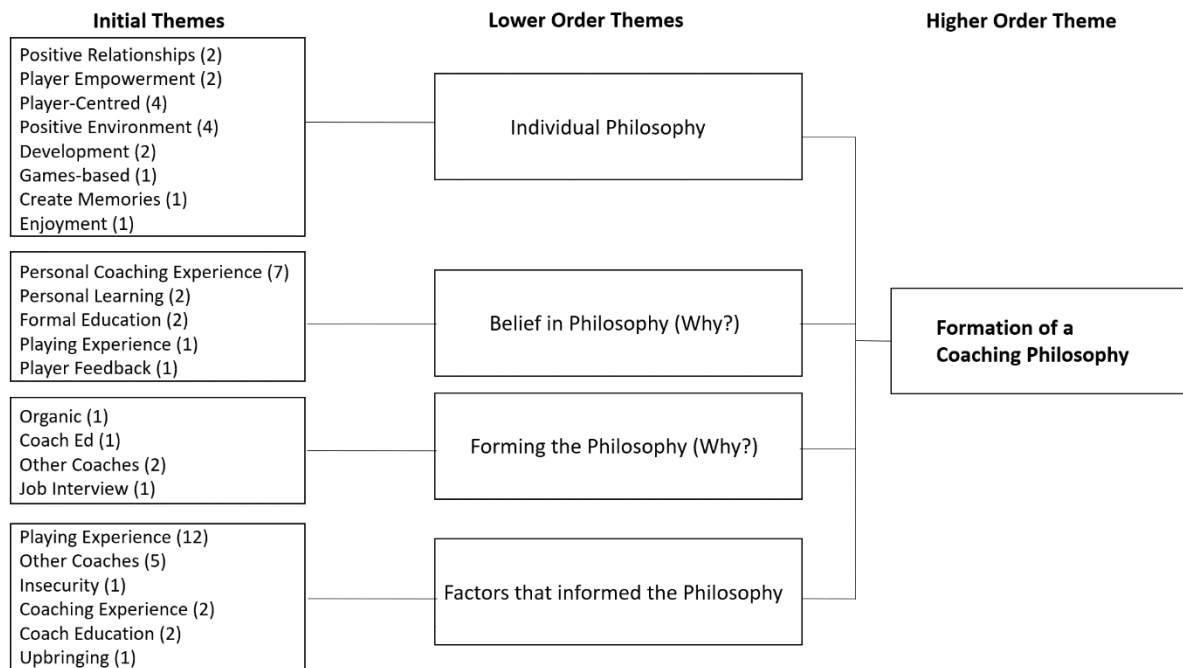 Initial Themes
Lower Order Themes
Higher Order Theme
Positive Relationships (2)
Player Empowerment (2)
Player-Centred (4)
Positive Environment (4)
Development (2)
Games-based (1)
Create Memories (1)
Enjoyment (1)
Individual Philosophy
Personal Coaching Experience (7)
Personal Learning (2)
Formal Education (2)
Playing Experience (1)
Player Feedback (1)
Belief in Philosophy (Why?)
Formation of a
Coaching Philosophy
Organic (1)
Coach Ed (1)
Other Coaches (2)
Job Interview (1)
Forming the Philosophy (Why?)
Playing Experience (12)
Other Coaches (5)
Insecurity (1)
Coaching Experience (2)
Coach Education (2)
Upbringing (1)
Factors that informed the Philosophy